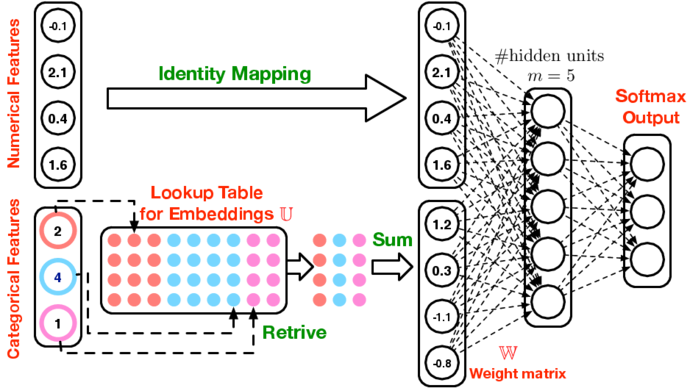 Numerical Features
-0.1
2.1
0.4
1.6
Identity Mapping
-0.1
2.1
0.4
1.6
#hidden units
m = 5
Softmax
Output
Categorical Features
2
4
1
Lookup Table
for Embeddings 𝕌
Retrive
Sum
1.2
0.3
-1.1
-0.8
𝕎
Weight matrix